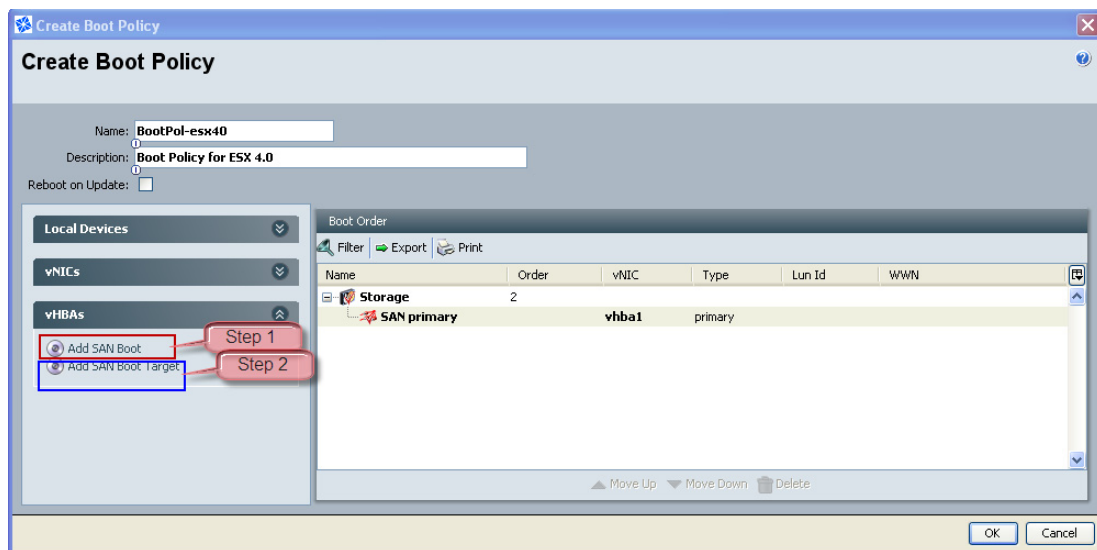 Create Boot Policy
Create Boot Policy
Name: BootPol-esx40
Description: Boot Policy for ESX 4.0
Reboot on Update:
Local Devices
vNICs
vHBAs
Add SAN Boot
Step 1
Add SAN Boot Target
Step 2
Boot Order
Filter Export Print
Name Order vNIC Type Lun Id WWN
Storage 2
SAN primary vhba1 primary
Move Up Move Down Delete
OK Cancel